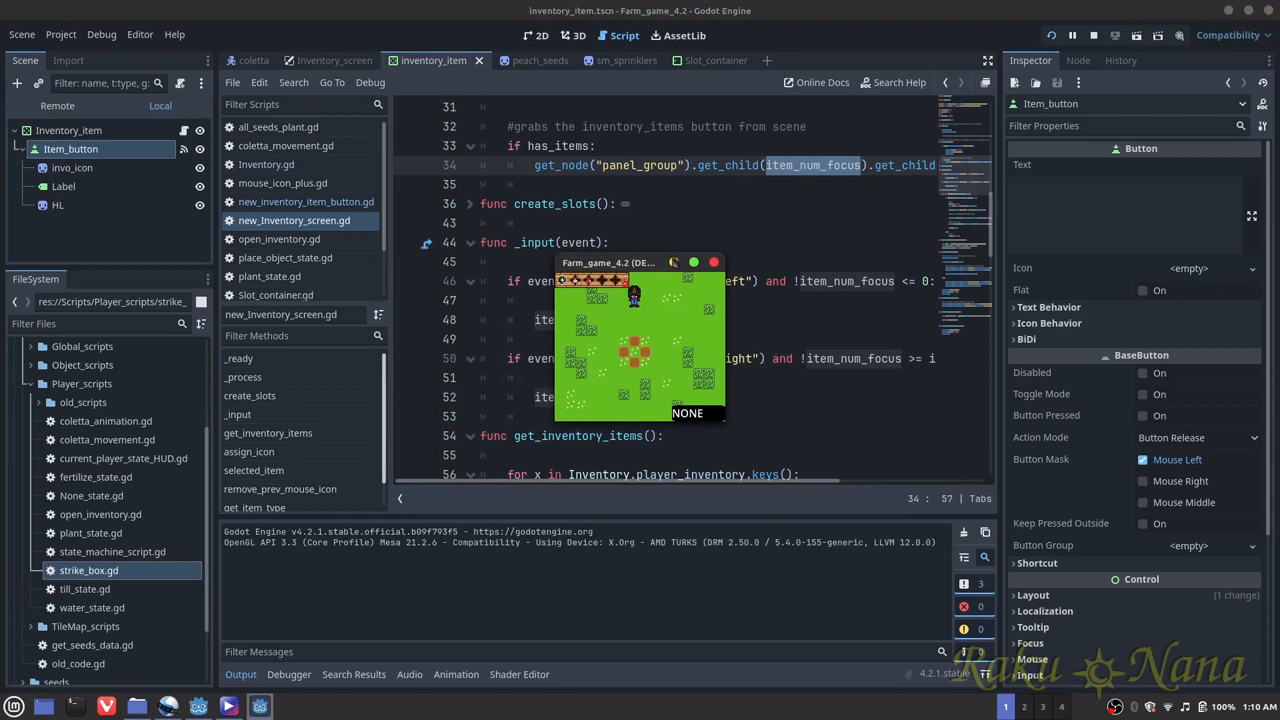 inventory_item.tscn - Farm_game_4.2 - Godot Engine
Scene Project Debug Editor Help
2D 3D Script AssetLib
Compatibility
Scene Import
coletta Inventory_screen inventory_item peach_seeds sm_sprinklers Slot_container
Inspector Node History
Filter: name, t:type, g:
File Edit Search Go To Debug
Online Docs Search Help
Remote Local
Filter Scripts
Item_button
Filter Properties
Inventory_item
Item_button
invo_icon
Label
HL
inventory.gd
mouse_icon_plus.gd
new_Inventory_screen.gd
open_inventory.gd
plant_state.gd
slot_container.gd
new_Inventory_screen.gd
Filter Methods
_ready
_process
create_slots
_input
get_inventory_items
assign_icon
selected_item
remove_prev_mouse_icon
get_item_type
31
32 #grabs the inventory_items button from scene
33 if has_items:
34 get_node("panel_group").get_child(item_num_focus).get_child
35
36 func create_slots():
44 func _input(event):
45
46 if even
left") and !item_num_focus <= 0:
47
48 ite
50 if even
ight") and !item_num_focus >= i
51
52 ite
53
54 func get_inventory_items():
55
56 for x in Inventory.player_inventory.keys():
34 : 57 | Tabs
Farm_game_4.2 (DE...
NONE
FileSystem
res://Scripts/Player_scripts/strike_
Filter Files
Global_scripts
Object_scripts
Player_scripts
old_scripts
coletta_animation.gd
coletta_movement.gd
current_player_state_HUD.gd
fertilize_state.gd
None_state.gd
open_inventory.gd
plant_state.gd
state_machine_script.gd
strike_box.gd
till_state.gd
water_state.gd
TileMap_scripts
get_seeds_data.gd
old_code.gd
seeds
Godot Engine v4.2.1.stable.official.b09f793f5 - https://godotengine.org
OpenGL API 3.3 (Core Profile) Mesa 21.2.6 - Compatibility - Using Device: X.Org - AMD TURKS (DRM 2.50.0 / 5.4.0-155-generic, LLVM 12.0.0)
3
0
0
Filter Messages
Output Debugger Search Results Audio Animation Shader Editor
4.2.1.stable
Button
Text
Icon <empty>
Flat On
Text Behavior
Icon Behavior
BiDi
BaseButton
Disabled On
Toggle Mode On
Button Pressed On
Action Mode Button Release
Button Mask Mouse Left
Mouse Right
Mouse Middle
Keep Pressed Outside On
Button Group <empty>
Shortcut
Control
Layout (1 change)
Localization
Tooltip
Focus
Mouse
Input
Raku Nana
1 2 3 4
100% 1:10 AM